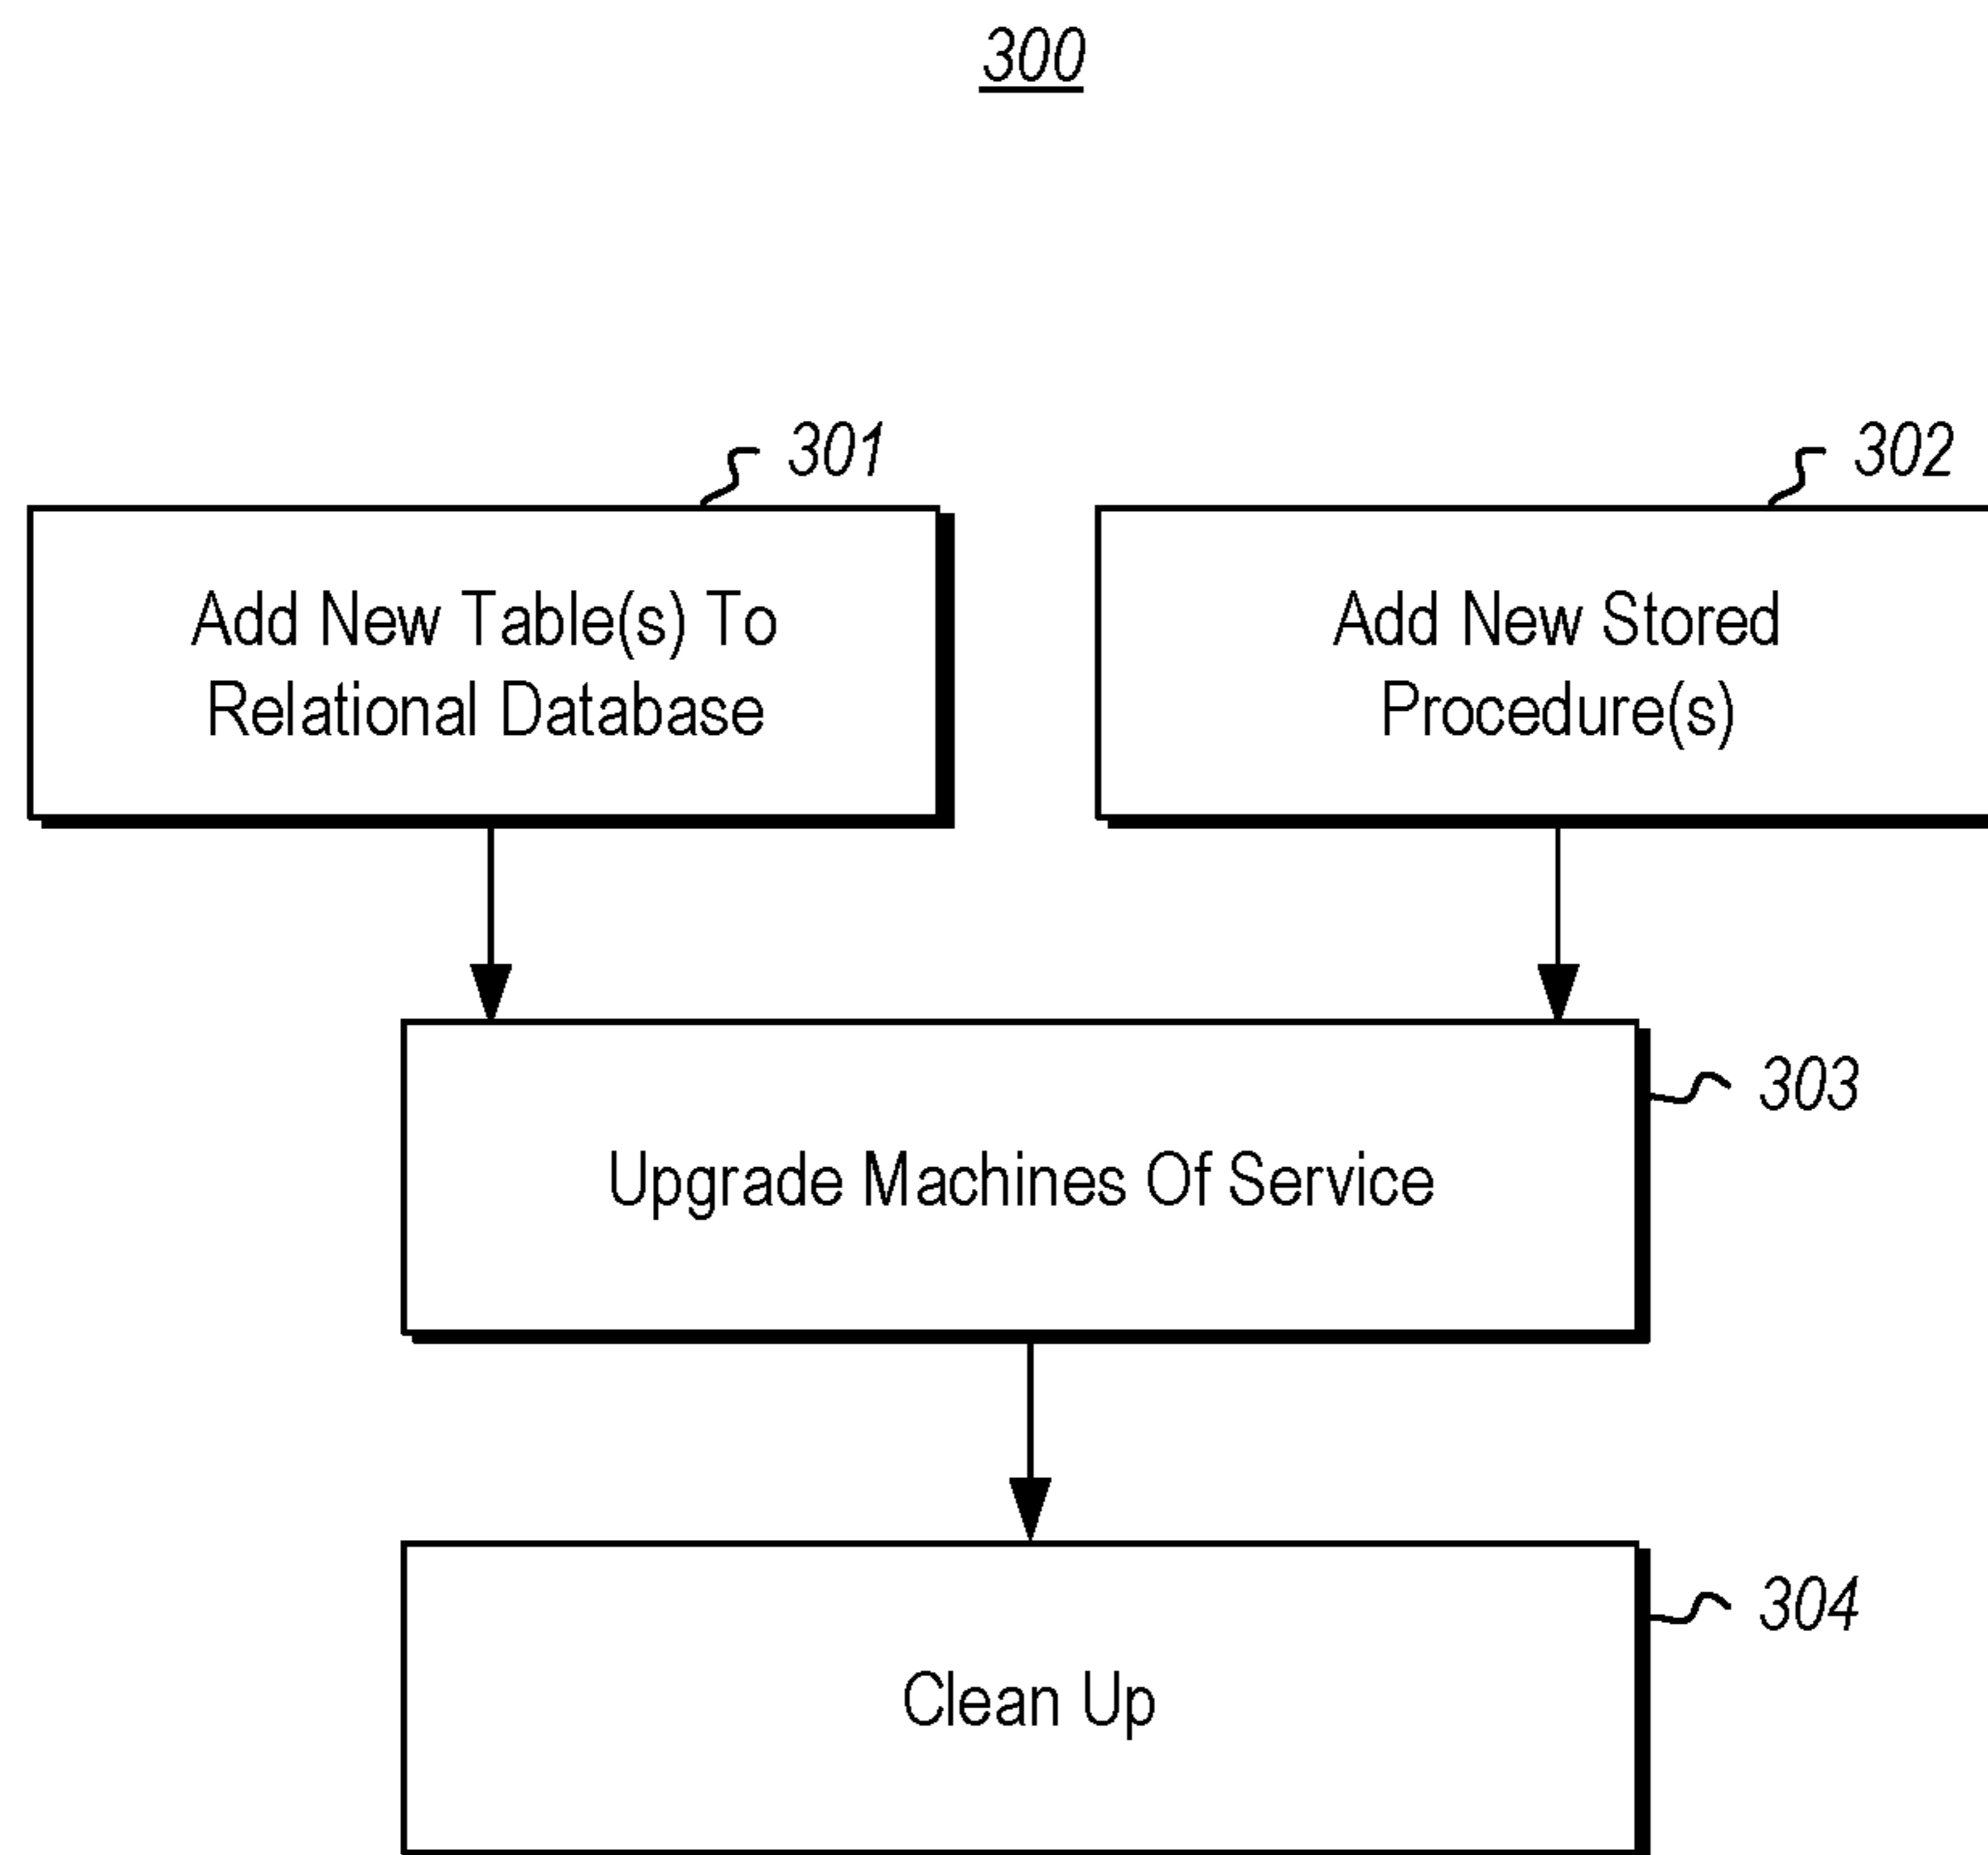 300
301
302
Add New Table(s) To
Relational Database
Add New Stored
Procedure(s)
303
Upgrade Machines Of Service
304
Clean Up